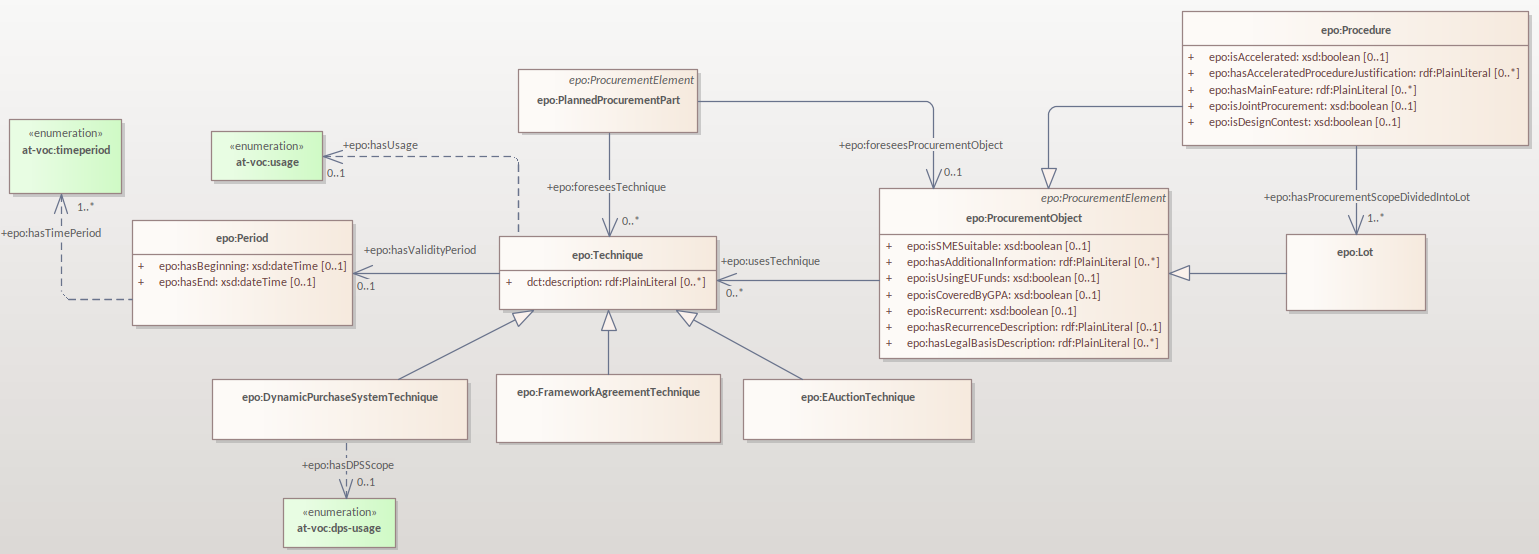 epo:Procedure
+ epo:isAccelerated: xsd:boolean [0..1]
+ epo:hasAcceleratedProcedureJustification: rdf:PlainLiteral [0..*]
+ epo:hasMainFeature: rdf:PlainLiteral [0..*]
+ epo:isJointProcurement: xsd:boolean [0..1]
+ epo:isDesignContest: xsd:boolean [0..1]
epo:ProcurementElement
epo:PlannedProcurementPart
«enumeration»
at-voc:timeperiod
«enumeration»
at-voc:usage
+epo:hasUsage
0..1
+epo:foreseesProcurementObject
0..1
+epo:foreseesTechnique
0..*
+epo:hasProcurementScopeDividedIntoLot
1..*
1..*
+epo:hasTimePeriod
epo:Period
+ epo:hasBeginning: xsd:dateTime [0..1]
+ epo:hasEnd: xsd:dateTime [0..1]
+epo:hasValidityPeriod
0..1
epo:Technique
+ dct:description: rdf:PlainLiteral [0..*]
+epo:usesTechnique
0..*
epo:ProcurementElement
epo:ProcurementObject
+ epo:isSMESuitable: xsd:boolean [0..1]
+ epo:hasAdditionalInformation: rdf:PlainLiteral [0..*]
+ epo:isUsingEUFunds: xsd:boolean [0..1]
+ epo:isCoveredByGPA: xsd:boolean [0..1]
+ epo:isRecurrent: xsd:boolean [0..1]
+ epo:hasRecurrenceDescription: rdf:PlainLiteral [0..1]
+ epo:hasLegalBasisDescription: rdf:PlainLiteral [0..*]
epo:Lot
epo:DynamicPurchaseSystemTechnique
epo:FrameworkAgreementTechnique
epo:EAuctionTechnique
+epo:hasDPSScope
0..1
«enumeration»
at-voc:dps-usage